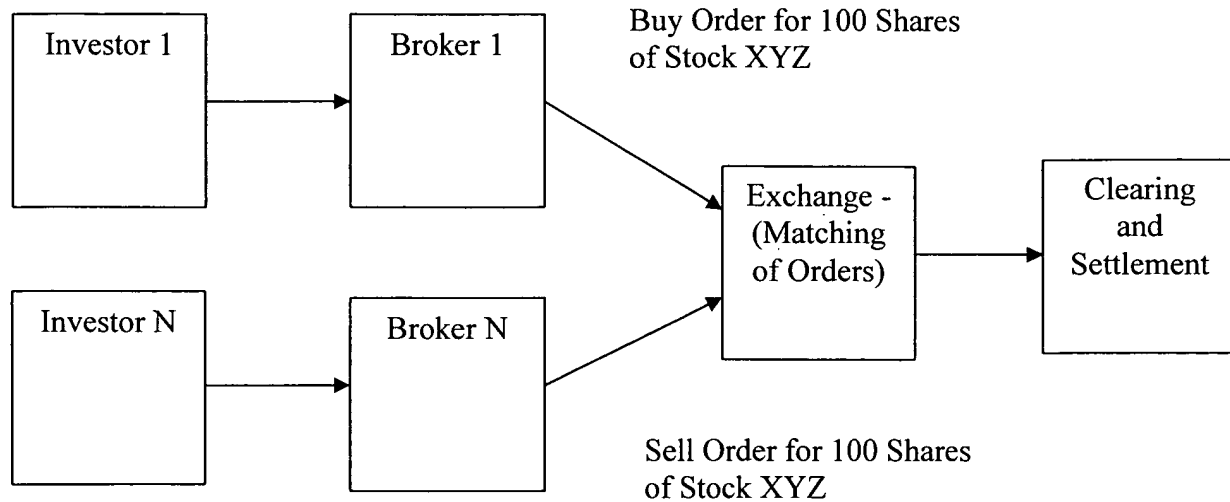 Investor 1
Broker 1
Buy Order for 100 Shares
of Stock XYZ
Exchange -
(Matching
of Orders)
Clearing
and
Settlement
Investor N
Broker N
Sell Order for 100 Shares
of Stock XYZ